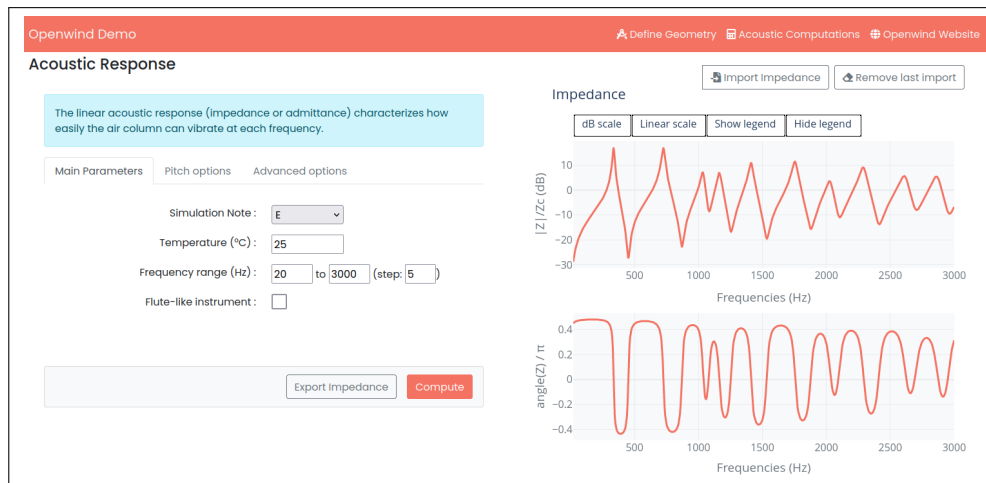 Openwind Demo
Define Geometry Acoustic Computations Openwind Website
Acoustic Response
The linear acoustic response (impedance or admittance) characterizes how
easily the air column can vibrate at each frequency.
Main Parameters Pitch options Advanced options
Simulation Note : E
Temperature (°C) : 25
Frequency range (Hz) : 20 to 3000 (step: 5 )
Flute-like instrument :
Export Impedance Compute
Import Impedance Remove last import
Impedance
dB scale Linear scale Show legend Hide legend
|Z|/Zc (dB)
10
0
−10
−20
−30
500 1000 1500 2000 2500 3000
Frequencies (Hz)
angle(Z) / π
0.4
0.2
0
−0.2
−0.4
500 1000 1500 2000 2500 3000
Frequencies (Hz)